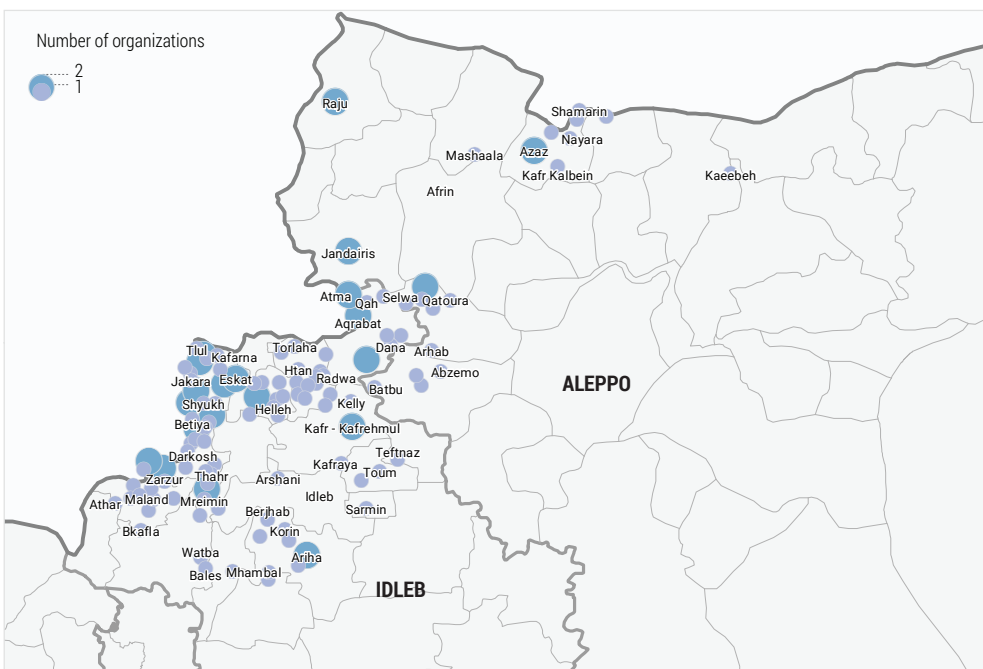 Number of organizations
2
1
Raju
Shamarin
Nayara
Azaz
Mashaala
Kafr Kalbein
Kaeebeh
Afrin
Jandairis
Atma
Qah
Selwa
Qatoura
Aqrabat
Tlul
Kafarna
Torlaha
Dana
Arhab
Jakara
Eskat
Htan
Radwa
Abzemo
ALEPPO
Batbu
Shyukh
Helleh
Kelly
Betiya
Kafr - Kafrehmul
Darkosh
Teftnaz
Kafraya
Toum
Zarzur
Thahr
Arshani
Athar
Maland
Mreimin
Idleb
Sarmin
Berjhab
Bkafla
Korin
Watba
Ariha
Bales
Mhambal
IDLEB